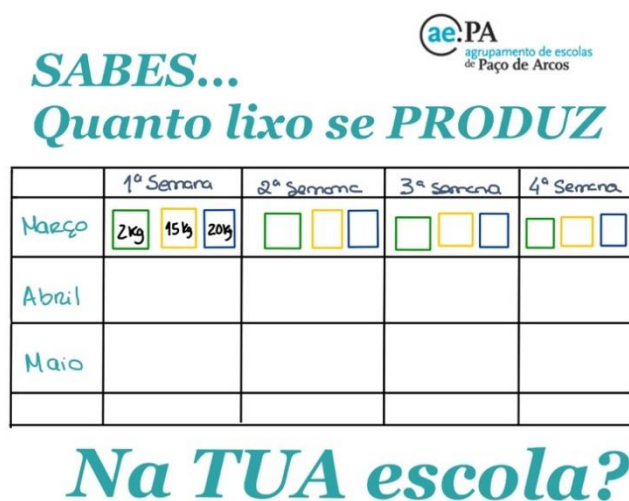 ae.PA
agrupamento de escolas
de Paço de Arcos
SABES...
Quanto lixo se PRODUZ
1ª Semana 2ª Semana 3ª Semana 4ª Semana
Março 2kg 15kg 20kg
Abril
Maio
Na TUA escola?